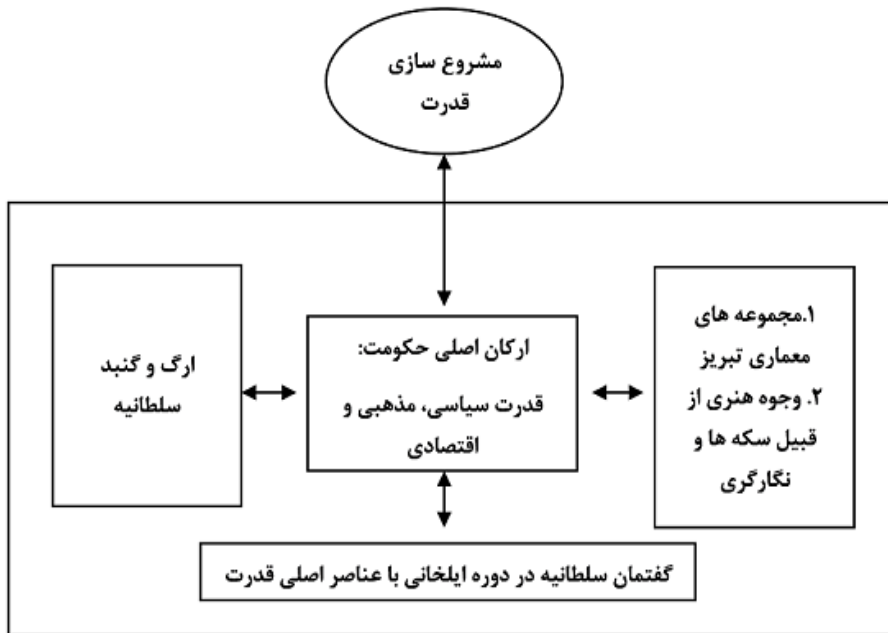 مشروع سازی
قدرت
۱.مجموعه های
معماری تبریز
۲. وجوه هنری از
قبیل سکه ها و
نگارگری
ارکان اصلی حکومت:
قدرت سیاسی، مذهبی و
اقتصادی
ارگ و گنبد
سلطانیه
گفتمان سلطانیه در دوره ایلخانی با عناصر اصلی قدرت